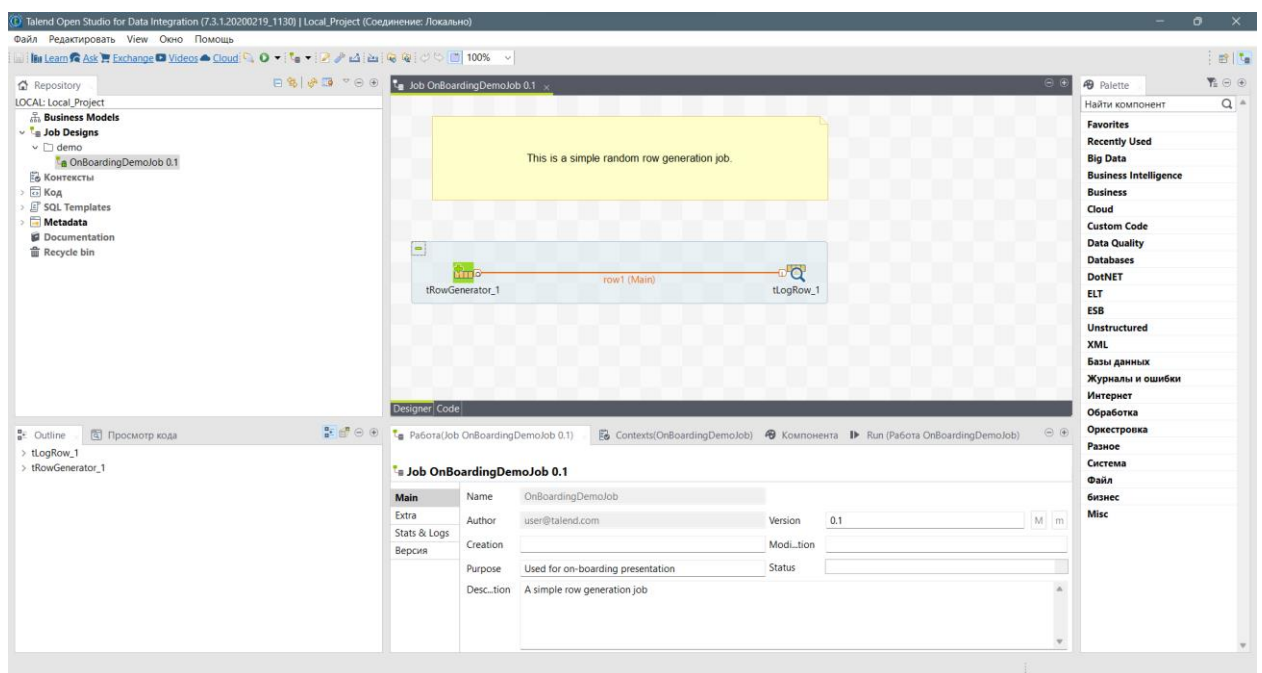 Talend Open Studio for Data Integration (7.3.1.20200219_1130) | Local_Project (Соединение: Локально)
Файл Редактировать View Окно Помощь
Learn Ask Exchange Videos Cloud 100%
Repository
LOCAL: Local_Project
Business Models
Job Designs
demo
OnBoardingDemoJob 0.1
Контексты
Код
SQL Templates
Metadata
Documentation
Recycle bin
Job OnBoardingDemoJob 0.1
This is a simple random row generation job.
row1 (Main)
tRowGenerator_1 tLogRow_1
Designer Code
Palette
Найти компонент
Favorites
Recently Used
Big Data
Business Intelligence
Business
Cloud
Custom Code
Data Quality
Databases
DotNET
ELT
ESB
Unstructured
XML
Базы данных
Журналы и ошибки
Интернет
Обработка
Оркестровка
Разное
Система
Файл
бизнес
Misc
Outline Просмотр кода
tLogRow_1
tRowGenerator_1
Работа(Job OnBoardingDemoJob 0.1) Contexts(OnBoardingDemoJob) Компонента Run (Работа OnBoardingDemoJob)
Job OnBoardingDemoJob 0.1
Main
Extra
Stats & Logs
Версия
Name OnBoardingDemoJob
Author user@talend.com Version 0.1 M m
Creation Modi...tion
Purpose Used for on-boarding presentation Status
Desc...tion A simple row generation job